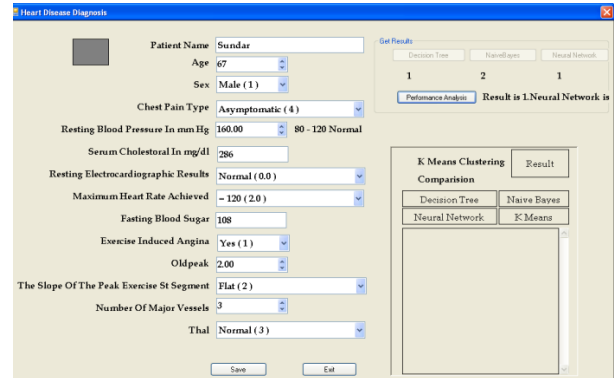 Heart Disease Diagnosis
Patient Name Sundar
Age 67
Sex Male ( 1 )
Chest Pain Type Asymptomatic ( 4 )
Resting Blood Pressure In mm Hg 160.00 80 - 120 Normal
Serum Cholestoral In mg/dl 286
Resting Electrocardiographic Results Normal ( 0.0 )
Maximum Heart Rate Achieved ~ 120 ( 2.0 )
Fasting Blood Sugar 108
Exercise Induced Angina Yes ( 1 )
Oldpeak 2.00
The Slope Of The Peak Exercise St Segment Flat ( 2 )
Number Of Major Vessels 3
Thal Normal ( 3 )
Save Exit
Get Results
Decision Tree NaiveBayes Neural Network
1 2 1
Performance Analysis Result is 1.Neural Network is
K Means Clustering Result
Comparision
Decision Tree Naive Bayes
Neural Network K Means